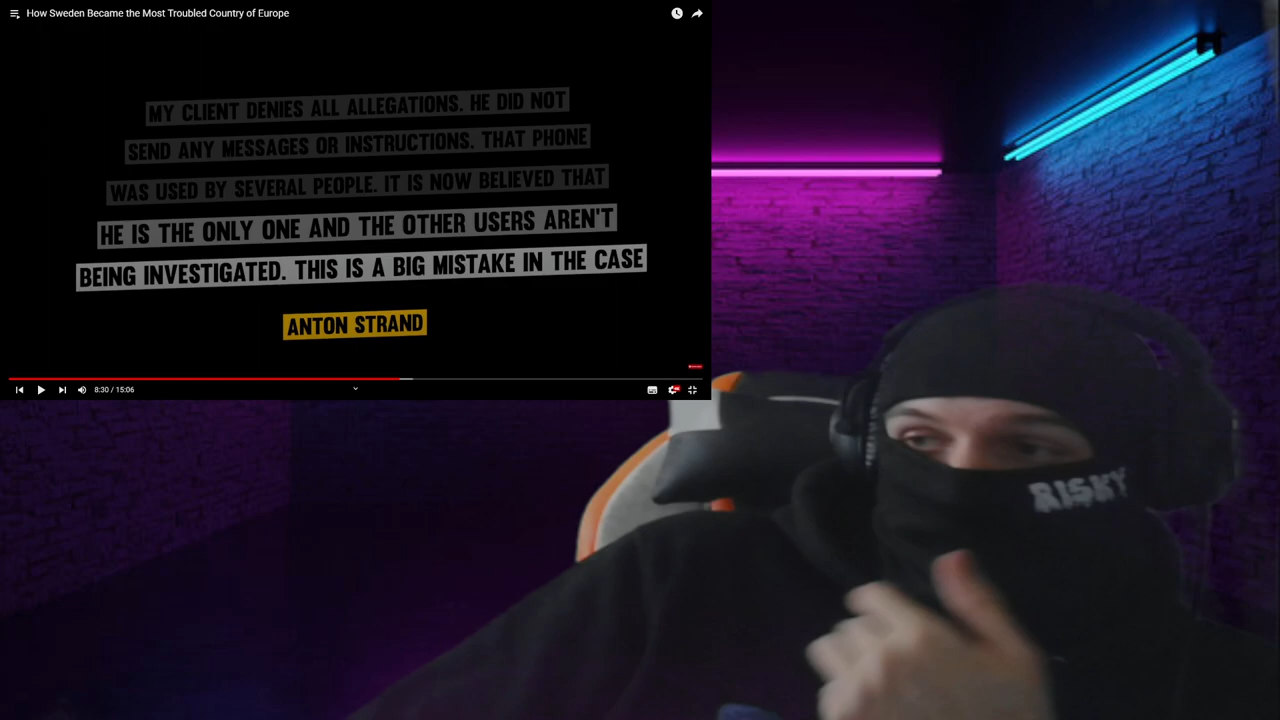 How Sweden Became the Most Troubled Country of Europe
MY CLIENT DENIES ALL ALLEGATIONS. HE DID NOT
SEND ANY MESSAGES OR INSTRUCTIONS. THAT PHONE
WAS USED BY SEVERAL PEOPLE. IT IS NOW BELIEVED THAT
HE IS THE ONLY ONE AND THE OTHER USERS AREN'T
BEING INVESTIGATED. THIS IS A BIG MISTAKE IN THE CASE
ANTON STRAND
8:30 / 15:06
RISKY